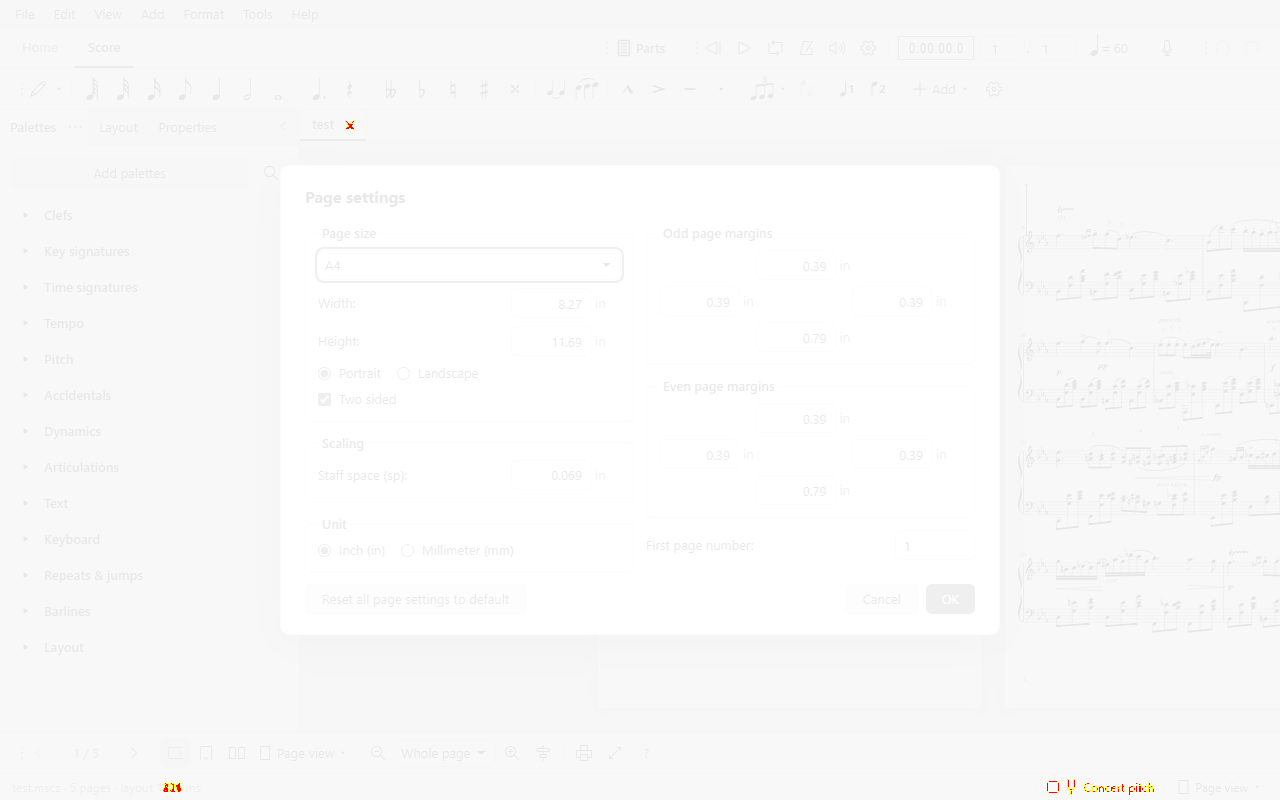 File Edit View Add Format Tools Help
Home Score Parts 0:00:00.0 1 . 1 = 60
Add
Palettes ··· Layout Properties test
Add palettes
Clefs
Key signatures
Time signatures
Tempo
Pitch
Accidentals
Dynamics
Articulations
Text
Keyboard
Repeats & jumps
Barlines
Layout
Page settings
Page size
A4
Width: 8.27 in
Height: 11.69 in
Portrait Landscape
Two sided
Scaling
Staff space (sp): 0.069 in
Unit
Inch (in) Millimeter (mm)
Odd page margins
0.39 in
0.39 in 0.39 in
0.79 in
Even page margins
0.39 in
0.39 in 0.39 in
0.79 in
First page number: 1
Reset all page settings to default Cancel OK
1 / 5 Page view Whole page ?
test.mscz · 5 pages · layout ms Concert pitch Page view